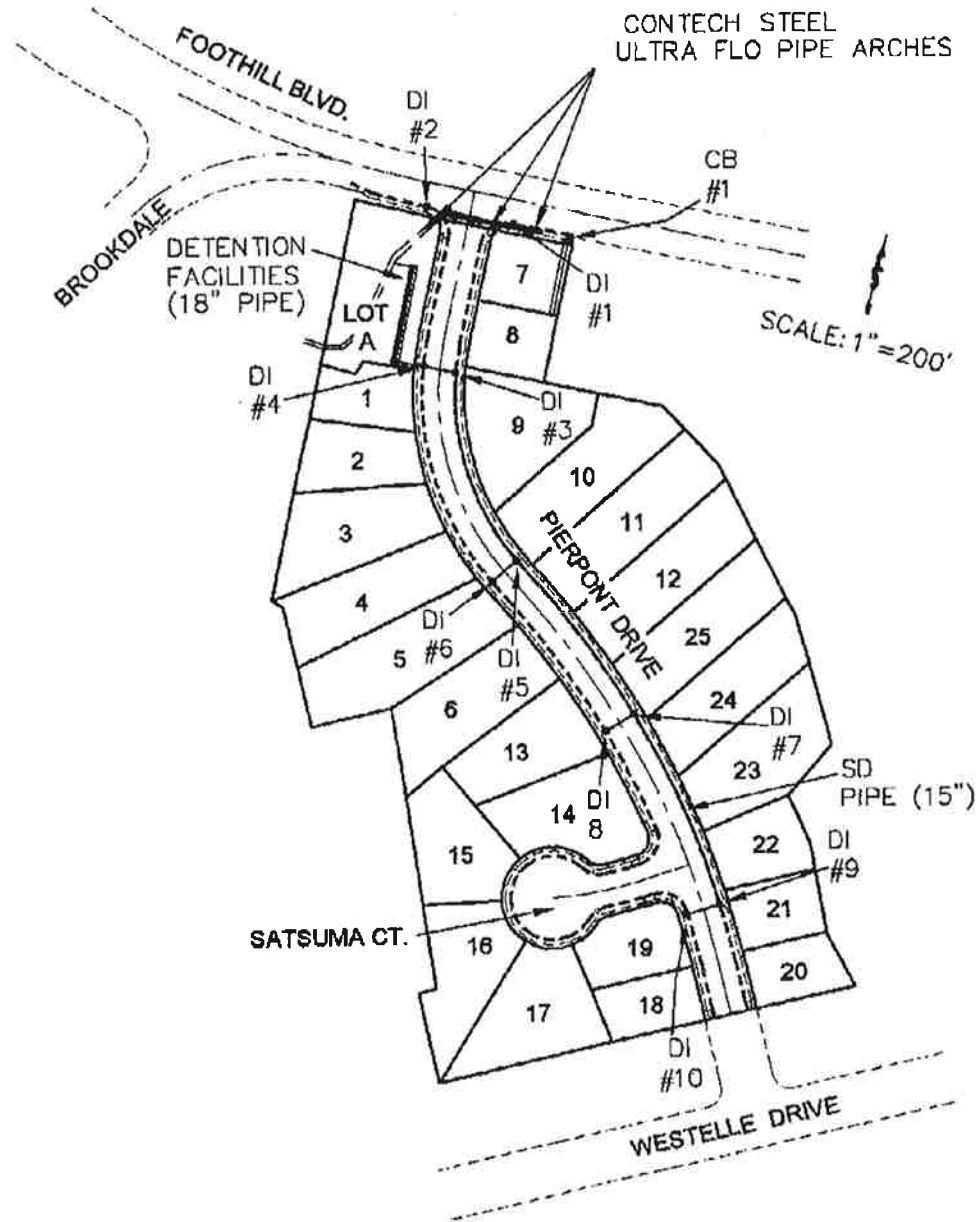 CONTECH STEEL
ULTRA FLO PIPE ARCHES
FOOTHILL BLVD.
DI
#2
CB
#1
BROOKDALE
DETENTION
FACILITIES
(18" PIPE)
LOT
A
7
DI
#1
8
SCALE: 1"=200'
DI
#4
1
9
DI
#3
2
10
3
11
PIERPONT DRIVE
4
12
DI
#6
5
DI
#5
25
6
24
DI
#7
13
23
SD
PIPE (15")
14
DI
8
22
DI
#9
15
21
SATSUMA CT.
16
19
20
17
18
DI
#10
WESTELLE DRIVE